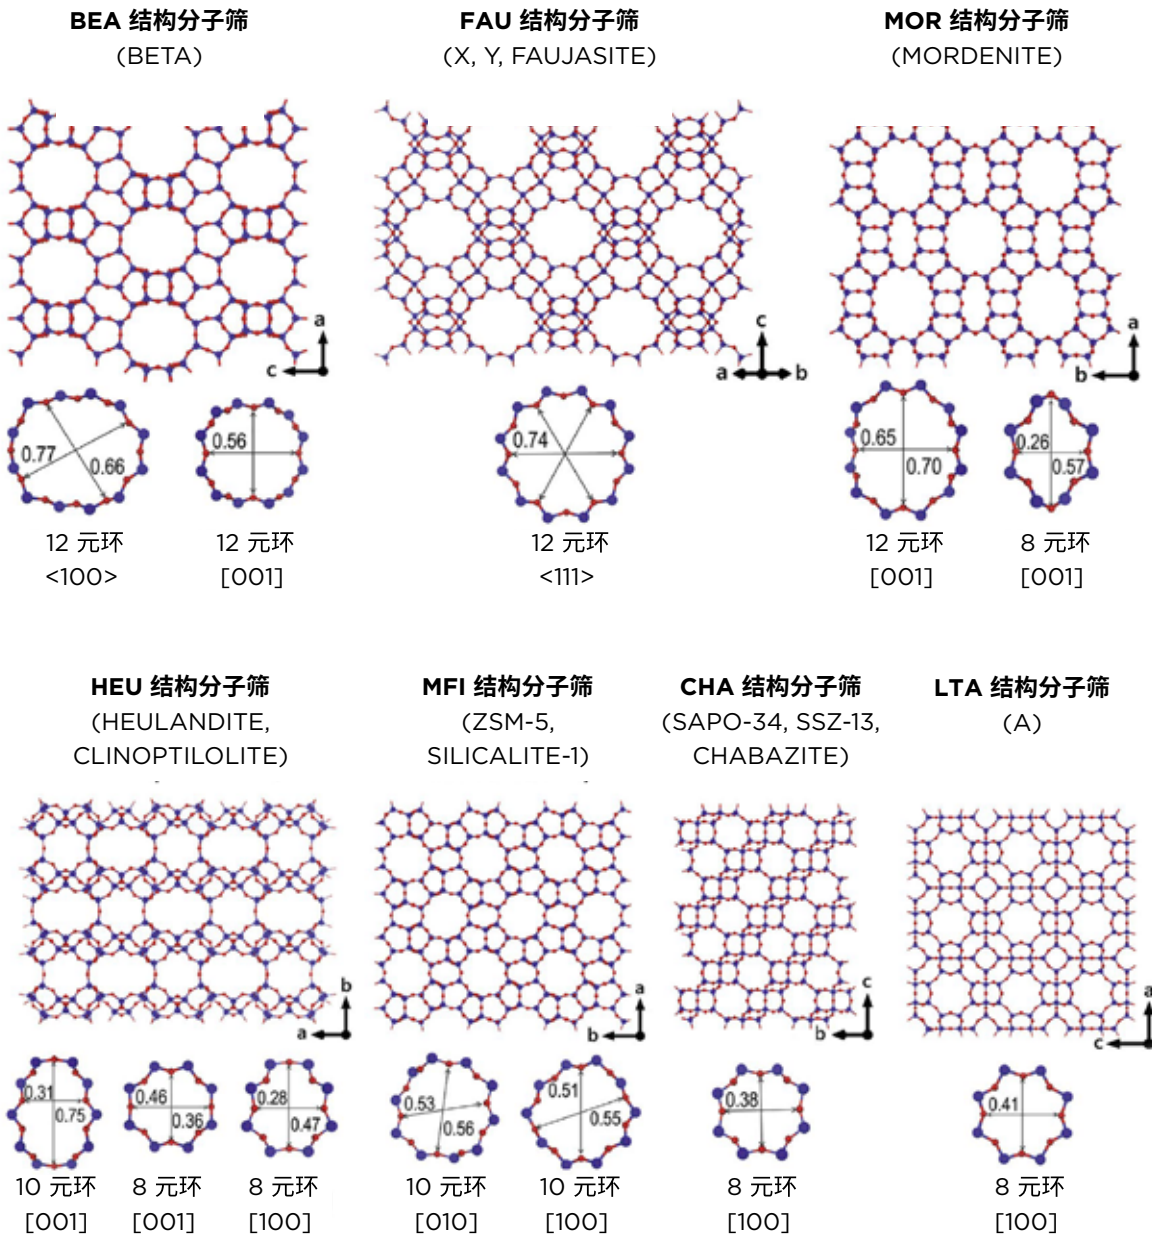 BEA 结构分子筛
(BETA)
FAU 结构分子筛
(X, Y, FAUJASITE)
MOR 结构分子筛
(MORDENITE)
a
c
c
a
b
a
b
0.77
0.66
0.56
0.74
0.65
0.70
0.26
0.57
12 元环
<100>
12 元环
[001]
12 元环
<111>
12 元环
[001]
8 元环
[001]
HEU 结构分子筛
(HEULANDITE,
CLINOPTILOLITE)
MFI 结构分子筛
(ZSM-5,
SILICALITE-1)
CHA 结构分子筛
(SAPO-34, SSZ-13,
CHABAZITE)
LTA 结构分子筛
(A)
b
a
a
b
c
b
a
c
0.31
0.75
0.46
0.36
0.28
0.47
0.53
0.56
0.51
0.55
0.38
0.41
10 元环
[001]
8 元环
[001]
8 元环
[100]
10 元环
[010]
10 元环
[100]
8 元环
[100]
8 元环
[100]